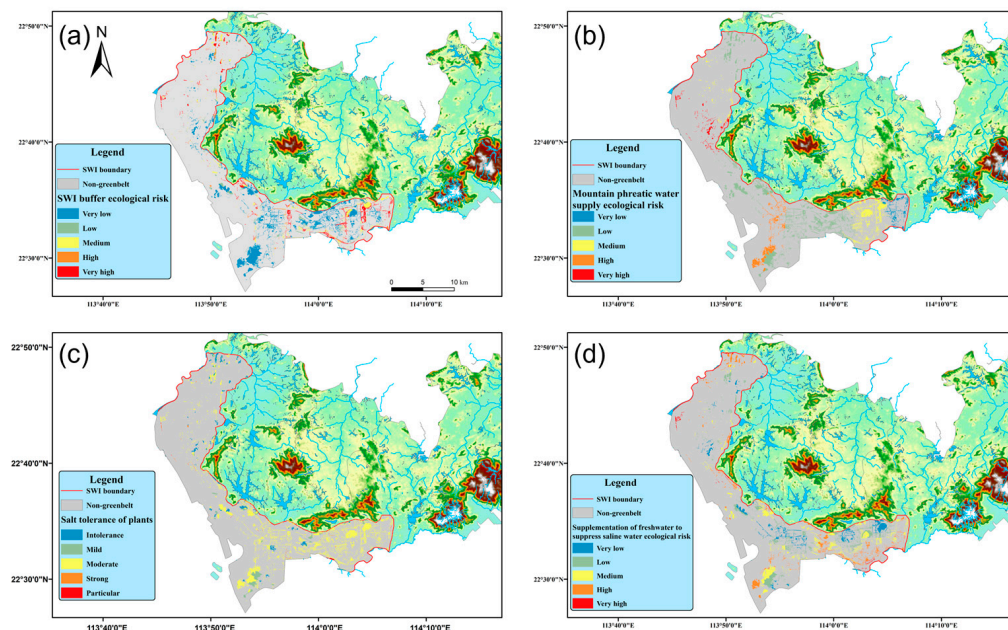 (a)
N
22°50'0"N
22°40'0"N
22°30'0"N
Legend
SWI boundary
Non-greenbelt
SWI buffer ecological risk
Very low
Low
Medium
High
Very high
0 5 10 km
113°40'0"E 113°50'0"E 114°0'0"E 114°10'0"E
(b)
22°50'0"N
22°40'0"N
22°30'0"N
Legend
SWI boundary
Non-greenbelt
Mountain phreatic water
supply ecological risk
Very low
Low
Medium
High
Very high
113°40'0"E 113°50'0"E 114°0'0"E 114°10'0"E
(c)
22°50'0"N
22°40'0"N
22°30'0"N
Legend
SWI boundary
Non-greenbelt
Salt tolerance of plants
Intolerance
Mild
Moderate
Strong
Particular
113°40'0"E 113°50'0"E 114°0'0"E 114°10'0"E
(d)
22°50'0"N
22°40'0"N
22°30'0"N
Legend
SWI boundary
Non-greenbelt
Supplementation of freshwater to
suppress saline water ecological risk
Very low
Low
Medium
High
Very high
113°40'0"E 113°50'0"E 114°0'0"E 114°10'0"E